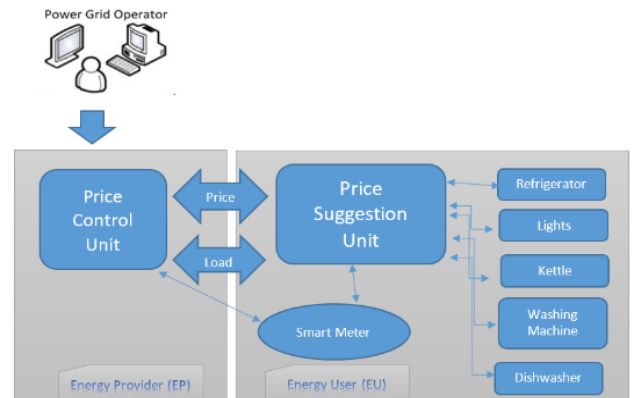 Power Grid Operator
Price
Control
Unit
Price
Load
Price
Suggestion
Unit
Smart Meter
Refrigerator
Lights
Kettle
Washing
Machine
Dishwasher
Energy Provider (EP)
Energy User (EU)